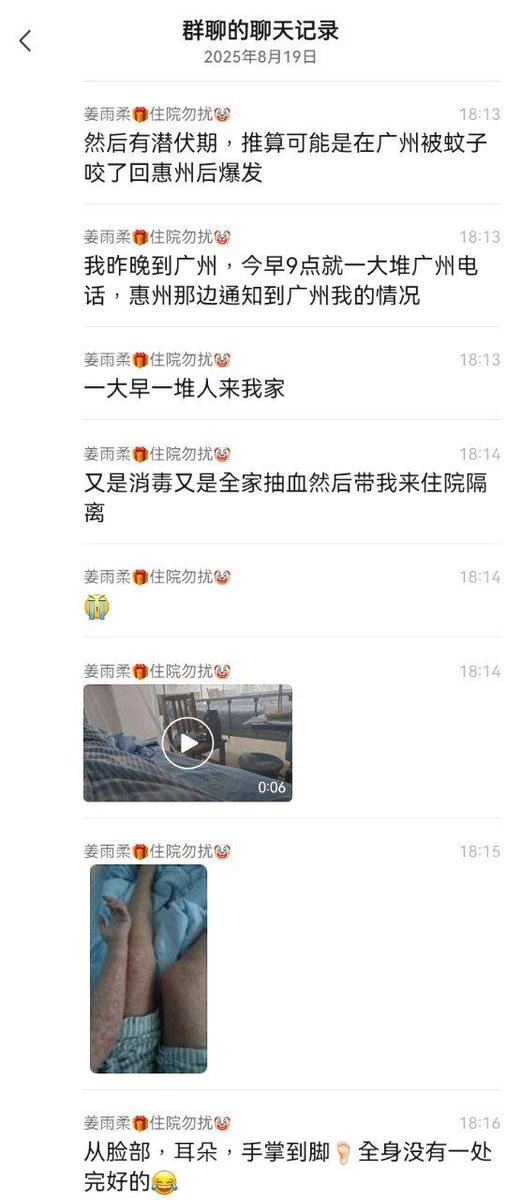 群聊的聊天记录
2025年8月19日
姜雨柔🎁住院勿扰🤡
18:13
然后有潜伏期，推算可能是在广州被蚊子
咬了回惠州后爆发
姜雨柔🎁住院勿扰🤡
18:13
我昨晚到广州，今早9点就一大堆广州电
话，惠州那边通知到广州我的情况
姜雨柔🎁住院勿扰🤡
18:13
一大早一堆人来我家
姜雨柔🎁住院勿扰🤡
18:14
又是消毒又是全家抽血然后带我来住院隔
离
姜雨柔🎁住院勿扰🤡
18:14
😭
姜雨柔🎁住院勿扰🤡
18:14
0:06
姜雨柔🎁住院勿扰🤡
18:15
姜雨柔🎁住院勿扰🤡
18:16
从脸部，耳朵，手掌到脚🦶🏻全身没有一处
完好的😂